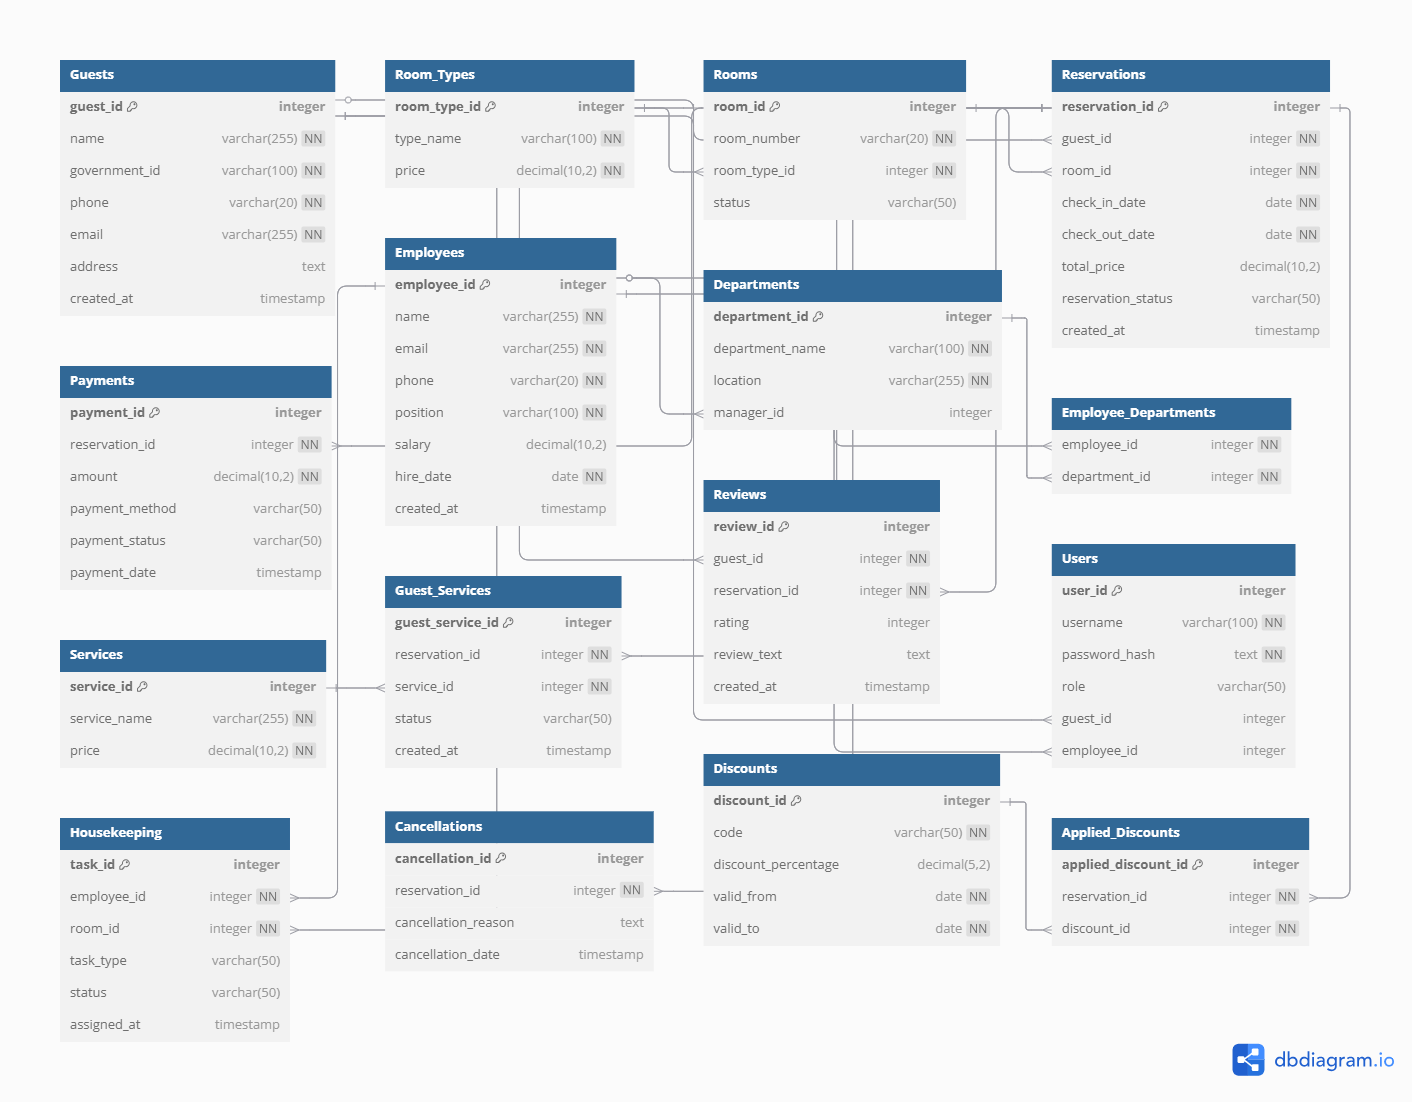 Guests
guest_id integer
name varchar(255) NN
government_id varchar(100) NN
phone varchar(20) NN
email varchar(255) NN
address text
created_at timestamp
Room_Types
room_type_id integer
type_name varchar(100) NN
price decimal(10,2) NN
Rooms
room_id integer
room_number varchar(20) NN
room_type_id integer NN
status varchar(50)
Reservations
reservation_id integer
guest_id integer NN
room_id integer NN
check_in_date date NN
check_out_date date NN
total_price decimal(10,2)
reservation_status varchar(50)
created_at timestamp
Employees
employee_id integer
name varchar(255) NN
email varchar(255) NN
phone varchar(20) NN
position varchar(100) NN
salary decimal(10,2)
hire_date date NN
created_at timestamp
Departments
department_id integer
department_name varchar(100) NN
location varchar(255) NN
manager_id integer
Payments
payment_id integer
reservation_id integer NN
amount decimal(10,2) NN
payment_method varchar(50)
payment_status varchar(50)
payment_date timestamp
Employee_Departments
employee_id integer NN
department_id integer NN
Reviews
review_id integer
guest_id integer NN
reservation_id integer NN
rating integer
review_text text
created_at timestamp
Users
user_id integer
username varchar(100) NN
password_hash text NN
role varchar(50)
guest_id integer
employee_id integer
Guest_Services
guest_service_id integer
reservation_id integer NN
service_id integer NN
status varchar(50)
created_at timestamp
Services
service_id integer
service_name varchar(255) NN
price decimal(10,2) NN
Discounts
discount_id integer
code varchar(50) NN
discount_percentage decimal(5,2)
valid_from date NN
valid_to date NN
Housekeeping
task_id integer
employee_id integer NN
room_id integer NN
task_type varchar(50)
status varchar(50)
assigned_at timestamp
Cancellations
cancellation_id integer
reservation_id integer NN
cancellation_reason text
cancellation_date timestamp
Applied_Discounts
applied_discount_id integer
reservation_id integer NN
discount_id integer NN
dbdiagram.io